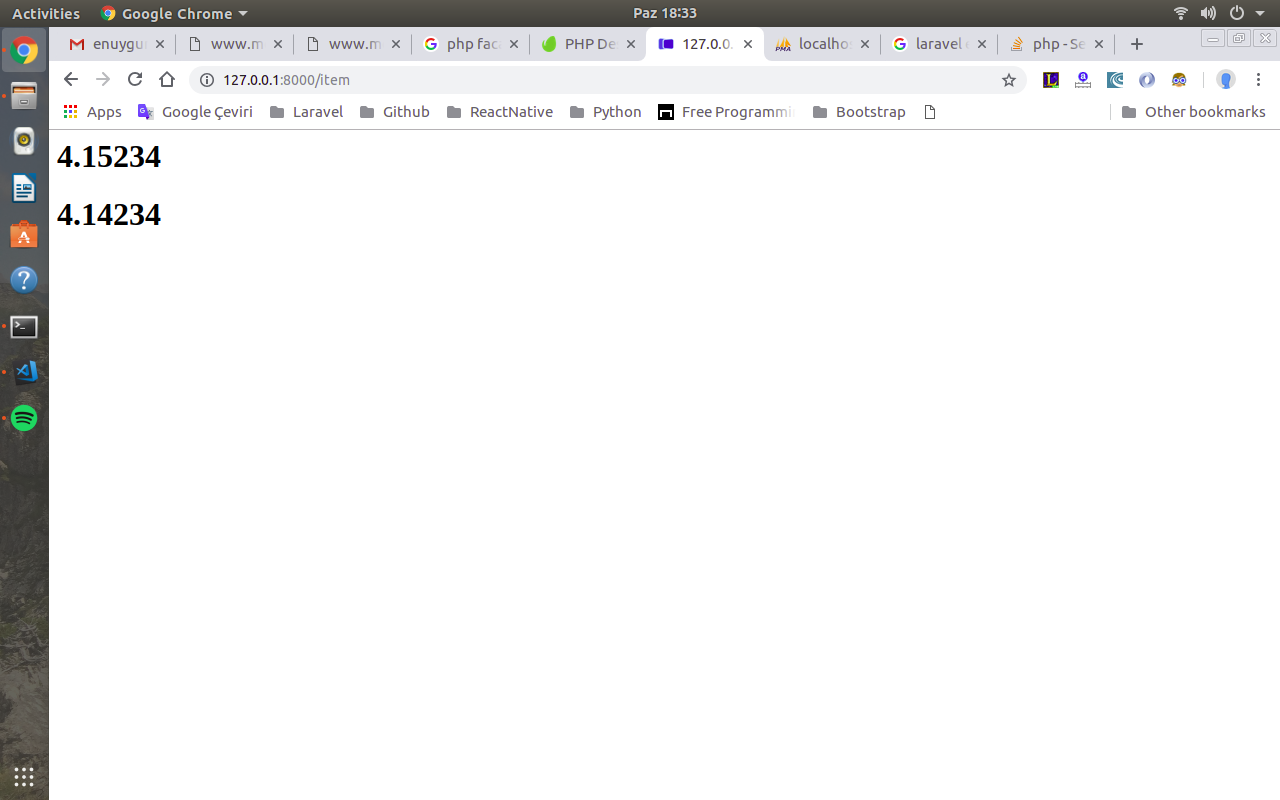 Activities Google Chrome Paz 18:33
enuygu www.m www.m php fac PHP De 127.0.0. localhos laravel php - Se
127.0.0.1:8000/item
Apps Google Çeviri Laravel Github ReactNative Python Free Programmi Bootstrap Other bookmarks
4.15234
4.14234